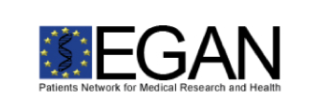 EGAN
Patients Network for Medical Research and Health